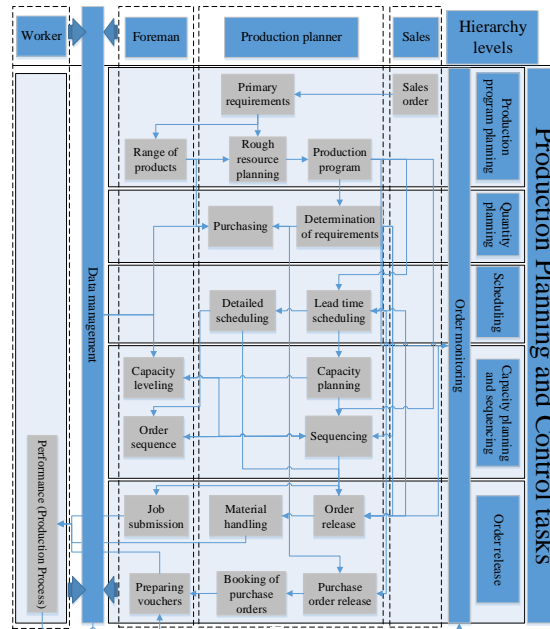 Worker
Foreman
Production planner
Sales
Hierarchy
levels
Primary
requirements
Sales
order
Range of
products
Rough
resource
planning
Production
program
Production
program planning
Purchasing
Determination
of requirements
Quantity
planning
Detailed
scheduling
Lead time
scheduling
Scheduling
Capacity
leveling
Capacity
planning
Order
sequence
Sequencing
Capacity planning
and sequencing
Job
submission
Material
handling
Order
release
Preparing
vouchers
Booking of
purchase
orders
Purchase
order release
Order release
Performance (Production Process)
Data management
Order monitoring
Production Planning and Control tasks